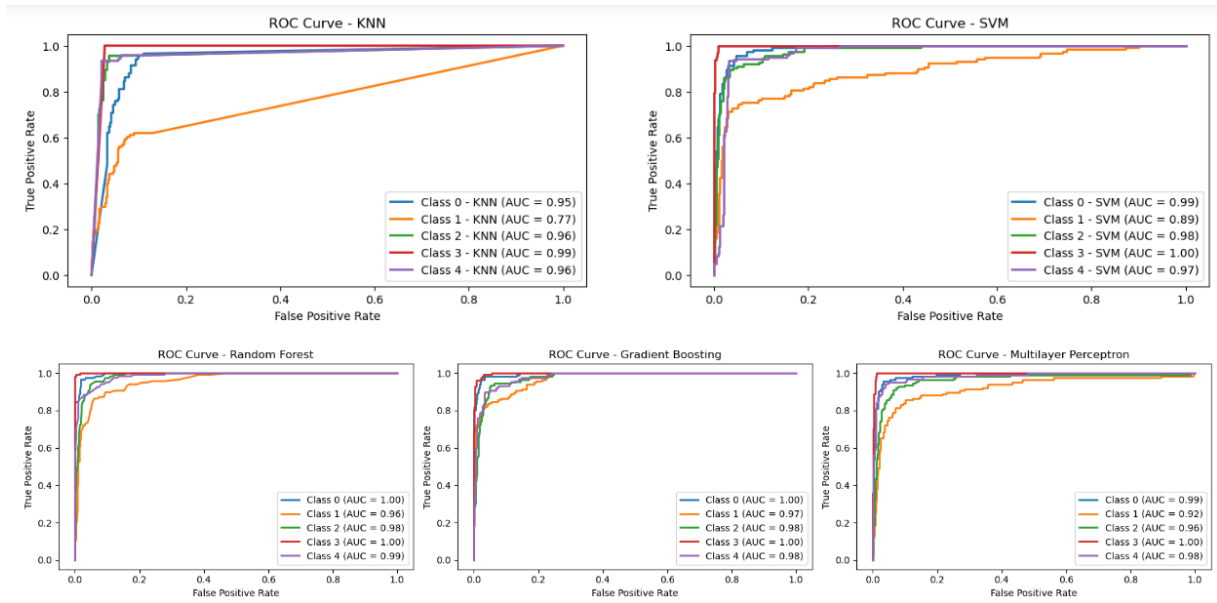 ROC Curve - KNN
True Positive Rate
1.0
0.8
0.6
0.4
0.2
0.0
Class 0 - KNN (AUC = 0.95)
Class 1 - KNN (AUC = 0.77)
Class 2 - KNN (AUC = 0.96)
Class 3 - KNN (AUC = 0.99)
Class 4 - KNN (AUC = 0.96)
0.0 0.2 0.4 0.6 0.8 1.0
False Positive Rate
ROC Curve - SVM
True Positive Rate
1.0
0.8
0.6
0.4
0.2
0.0
Class 0 - SVM (AUC = 0.99)
Class 1 - SVM (AUC = 0.89)
Class 2 - SVM (AUC = 0.98)
Class 3 - SVM (AUC = 1.00)
Class 4 - SVM (AUC = 0.97)
0.0 0.2 0.4 0.6 0.8 1.0
False Positive Rate
ROC Curve - Random Forest
True Positive Rate
1.0
0.8
0.6
0.4
0.2
0.0
Class 0 (AUC = 1.00)
Class 1 (AUC = 0.96)
Class 2 (AUC = 0.98)
Class 3 (AUC = 1.00)
Class 4 (AUC = 0.99)
0.0 0.2 0.4 0.6 0.8 1.0
False Positive Rate
ROC Curve - Gradient Boosting
True Positive Rate
1.0
0.8
0.6
0.4
0.2
0.0
Class 0 (AUC = 1.00)
Class 1 (AUC = 0.97)
Class 2 (AUC = 0.98)
Class 3 (AUC = 1.00)
Class 4 (AUC = 0.98)
0.0 0.2 0.4 0.6 0.8 1.0
False Positive Rate
ROC Curve - Multilayer Perceptron
True Positive Rate
1.0
0.8
0.6
0.4
0.2
0.0
Class 0 (AUC = 0.99)
Class 1 (AUC = 0.92)
Class 2 (AUC = 0.96)
Class 3 (AUC = 1.00)
Class 4 (AUC = 0.98)
0.0 0.2 0.4 0.6 0.8 1.0
False Positive Rate